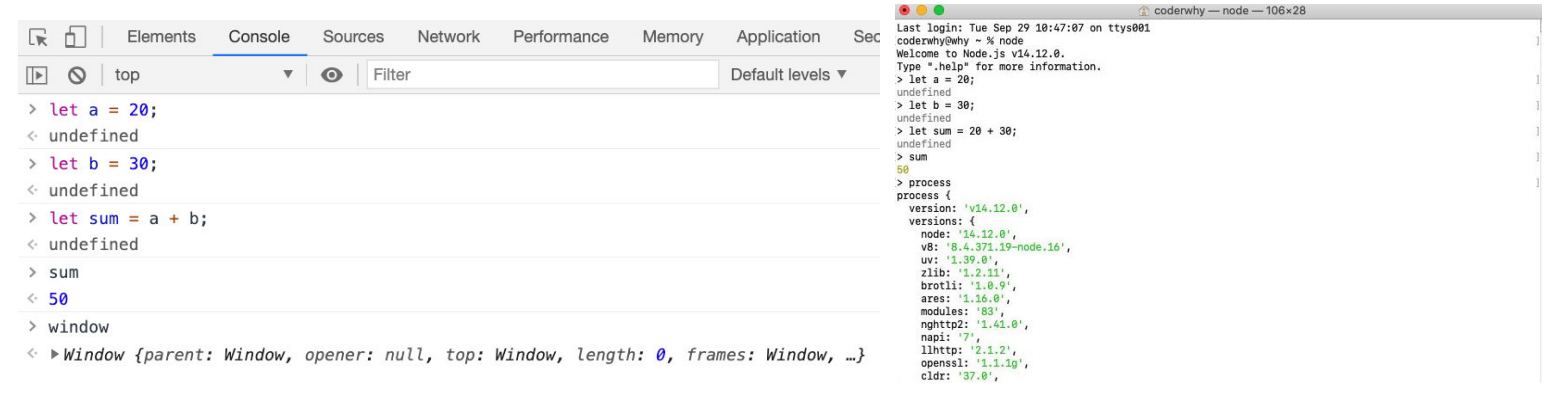 Elements Console Sources Network Performance Memory Application Sec
top ▼ Filter Default levels ▼
> let a = 20;
< undefined
> let b = 30;
< undefined
> let sum = a + b;
< undefined
> sum
< 50
> window
< ▶Window {parent: Window, opener: null, top: Window, length: 0, frames: Window, …}
coderwhy — node — 106×28
Last login: Tue Sep 29 10:47:07 on ttys001
coderwhy@why ~ % node
Welcome to Node.js v14.12.0.
Type ".help" for more information.
> let a = 20;
undefined
> let b = 30;
undefined
> let sum = 20 + 30;
undefined
> sum
50
> process
process {
  version: 'v14.12.0',
  versions: {
    node: '14.12.0',
    v8: '8.4.371.19-node.16',
    uv: '1.39.0',
    zlib: '1.2.11',
    brotli: '1.0.9',
    ares: '1.16.0',
    modules: '83',
    nghttp2: '1.41.0',
    napi: '7',
    llhttp: '2.1.2',
    openssl: '1.1.1g',
    cldr: '37.0',